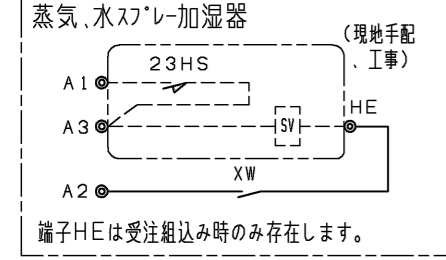 蒸気、水ｽﾌﾟﾚｰ加湿器
(現地手配
、工事)
23HS
A1
HE
A3
SV
XW
A2
端子HEは受注組込み時のみ存在します。